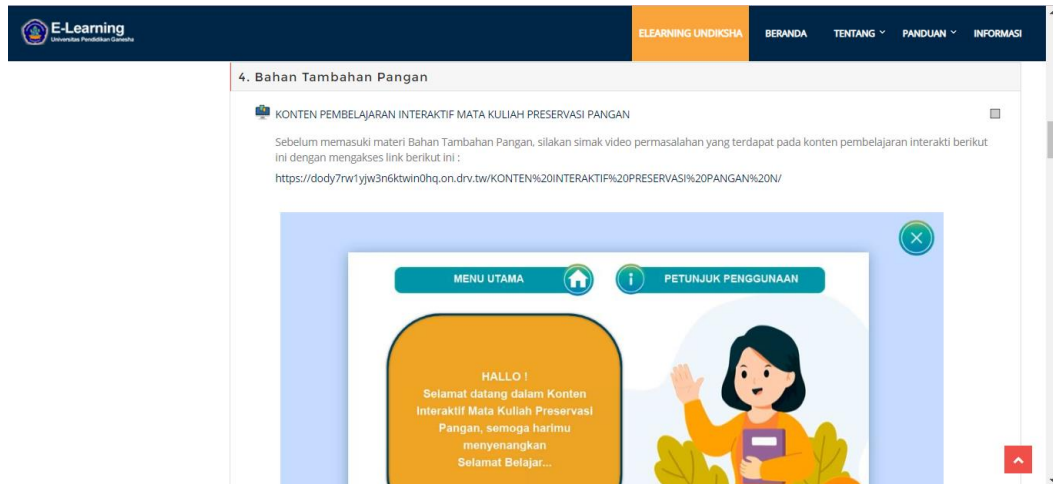 E-Learning
Universitas Pendidikan Ganesha
ELEARNING UNDIKSHA
BERANDA
TENTANG
PANDUAN
INFORMASI
4. Bahan Tambahan Pangan
KONTEN PEMBELAJARAN INTERAKTIF MATA KULIAH PRESERVASI PANGAN
Sebelum memasuki materi Bahan Tambahan Pangan, silakan simak video permasalahan yang terdapat pada konten pembelajaran interakti berikut
ini dengan mengakses link berikut ini :
https://dody7rw1yjw3n6ktwin0hq.on.drv.tw/KONTEN%20INTERAKTIF%20PRESERVASI%20PANGAN%20N/
MENU UTAMA
i
PETUNJUK PENGGUNAAN
HALLO !
Selamat datang dalam Konten
Interaktif Mata Kuliah Preservasi
Pangan, semoga harimu
menyenangkan
Selamat Belajar...